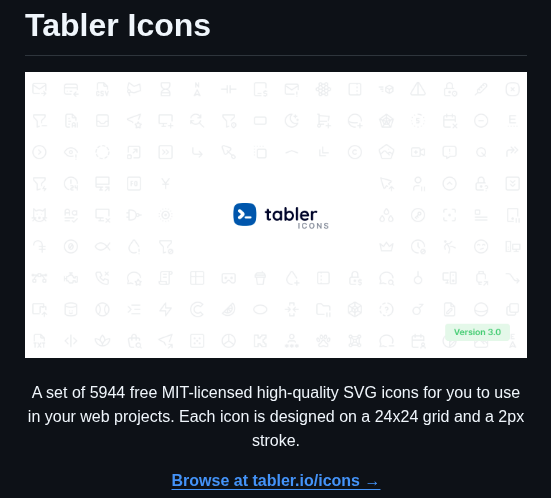 Tabler Icons
tabler
ICONS
Version 3.0
A set of 5944 free MIT-licensed high-quality SVG icons for you to use
in your web projects. Each icon is designed on a 24x24 grid and a 2px
stroke.
Browse at tabler.io/icons →